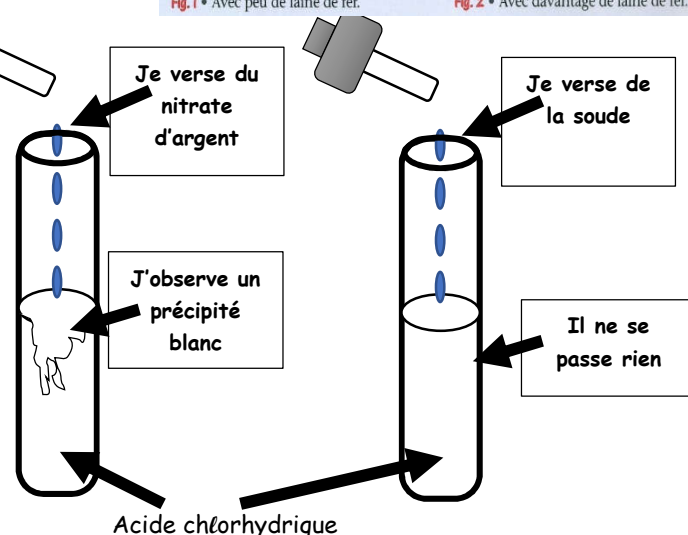 Fig. 1 • Avec peu de laine de fer.
Fig. 2 • Avec davantage de laine de fer.
Je verse du
nitrate
d'argent
Je verse de
la soude
J'observe un
précipité
blanc
Il ne se
passe rien
Acide chlorhydrique